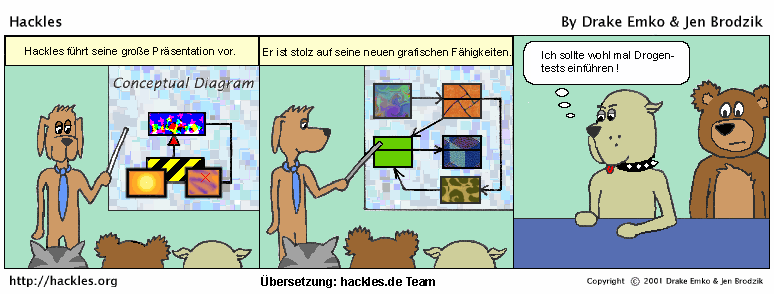 Hackles
By Drake Emko & Jen Brodzik
Hackles führt seine große Präsentation vor.
Conceptual Diagram
Er ist stolz auf seine neuen grafischen Fähigkeiten.
Ich sollte wohl mal Drogen-
tests einführen !
http://hackles.org
Übersetzung: hackles.de Team
Copyright © 2001 Drake Emko & Jen Brodzik